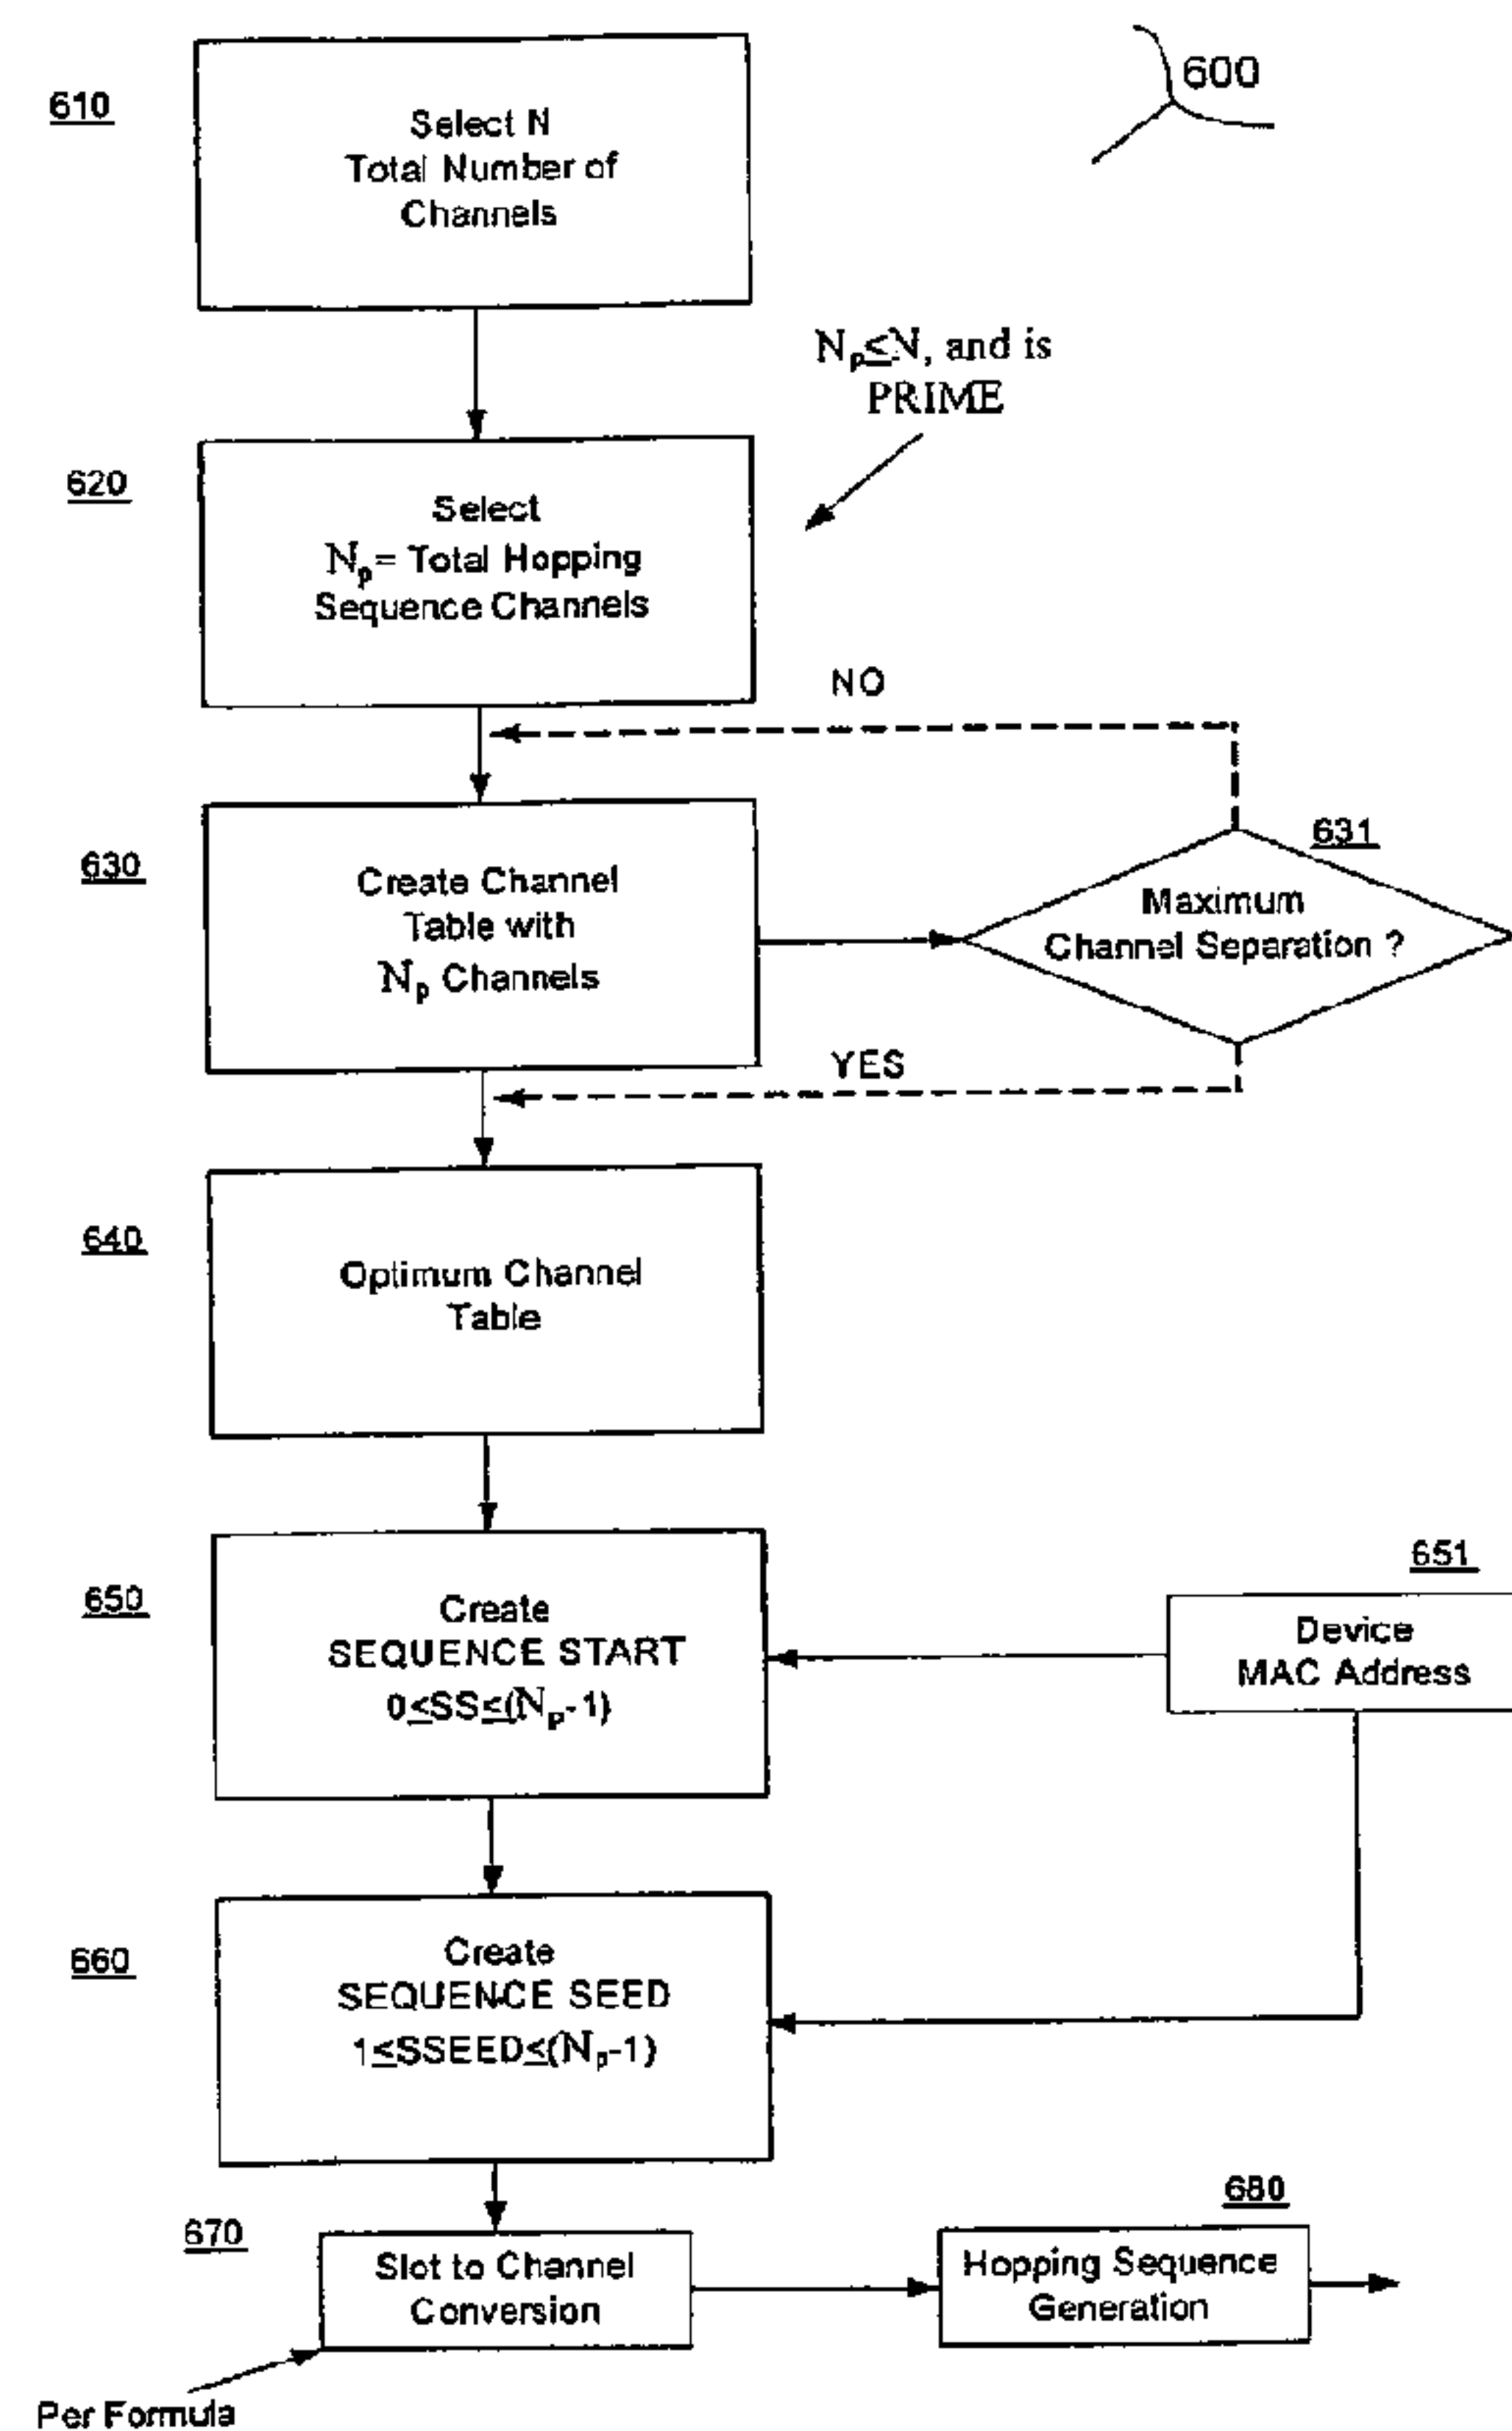 600
610
Select N
Total Number of
Channels
Np≤N, and is
PRIME
620
Select
Np= Total Hopping
Sequence Channels
NO
630
Create Channel
Table with
Np Channels
631
Maximum
Channel Separation ?
YES
640
Optimum Channel
Table
650
Create
SEQUENCE START
0≤SS≤(Np-1)
651
Device
MAC Address
660
Create
SEQUENCE SEED
1≤SSEED≤(Np-1)
670
Slot to Channel
Conversion
680
Hopping Sequence
Generation
Per Formula